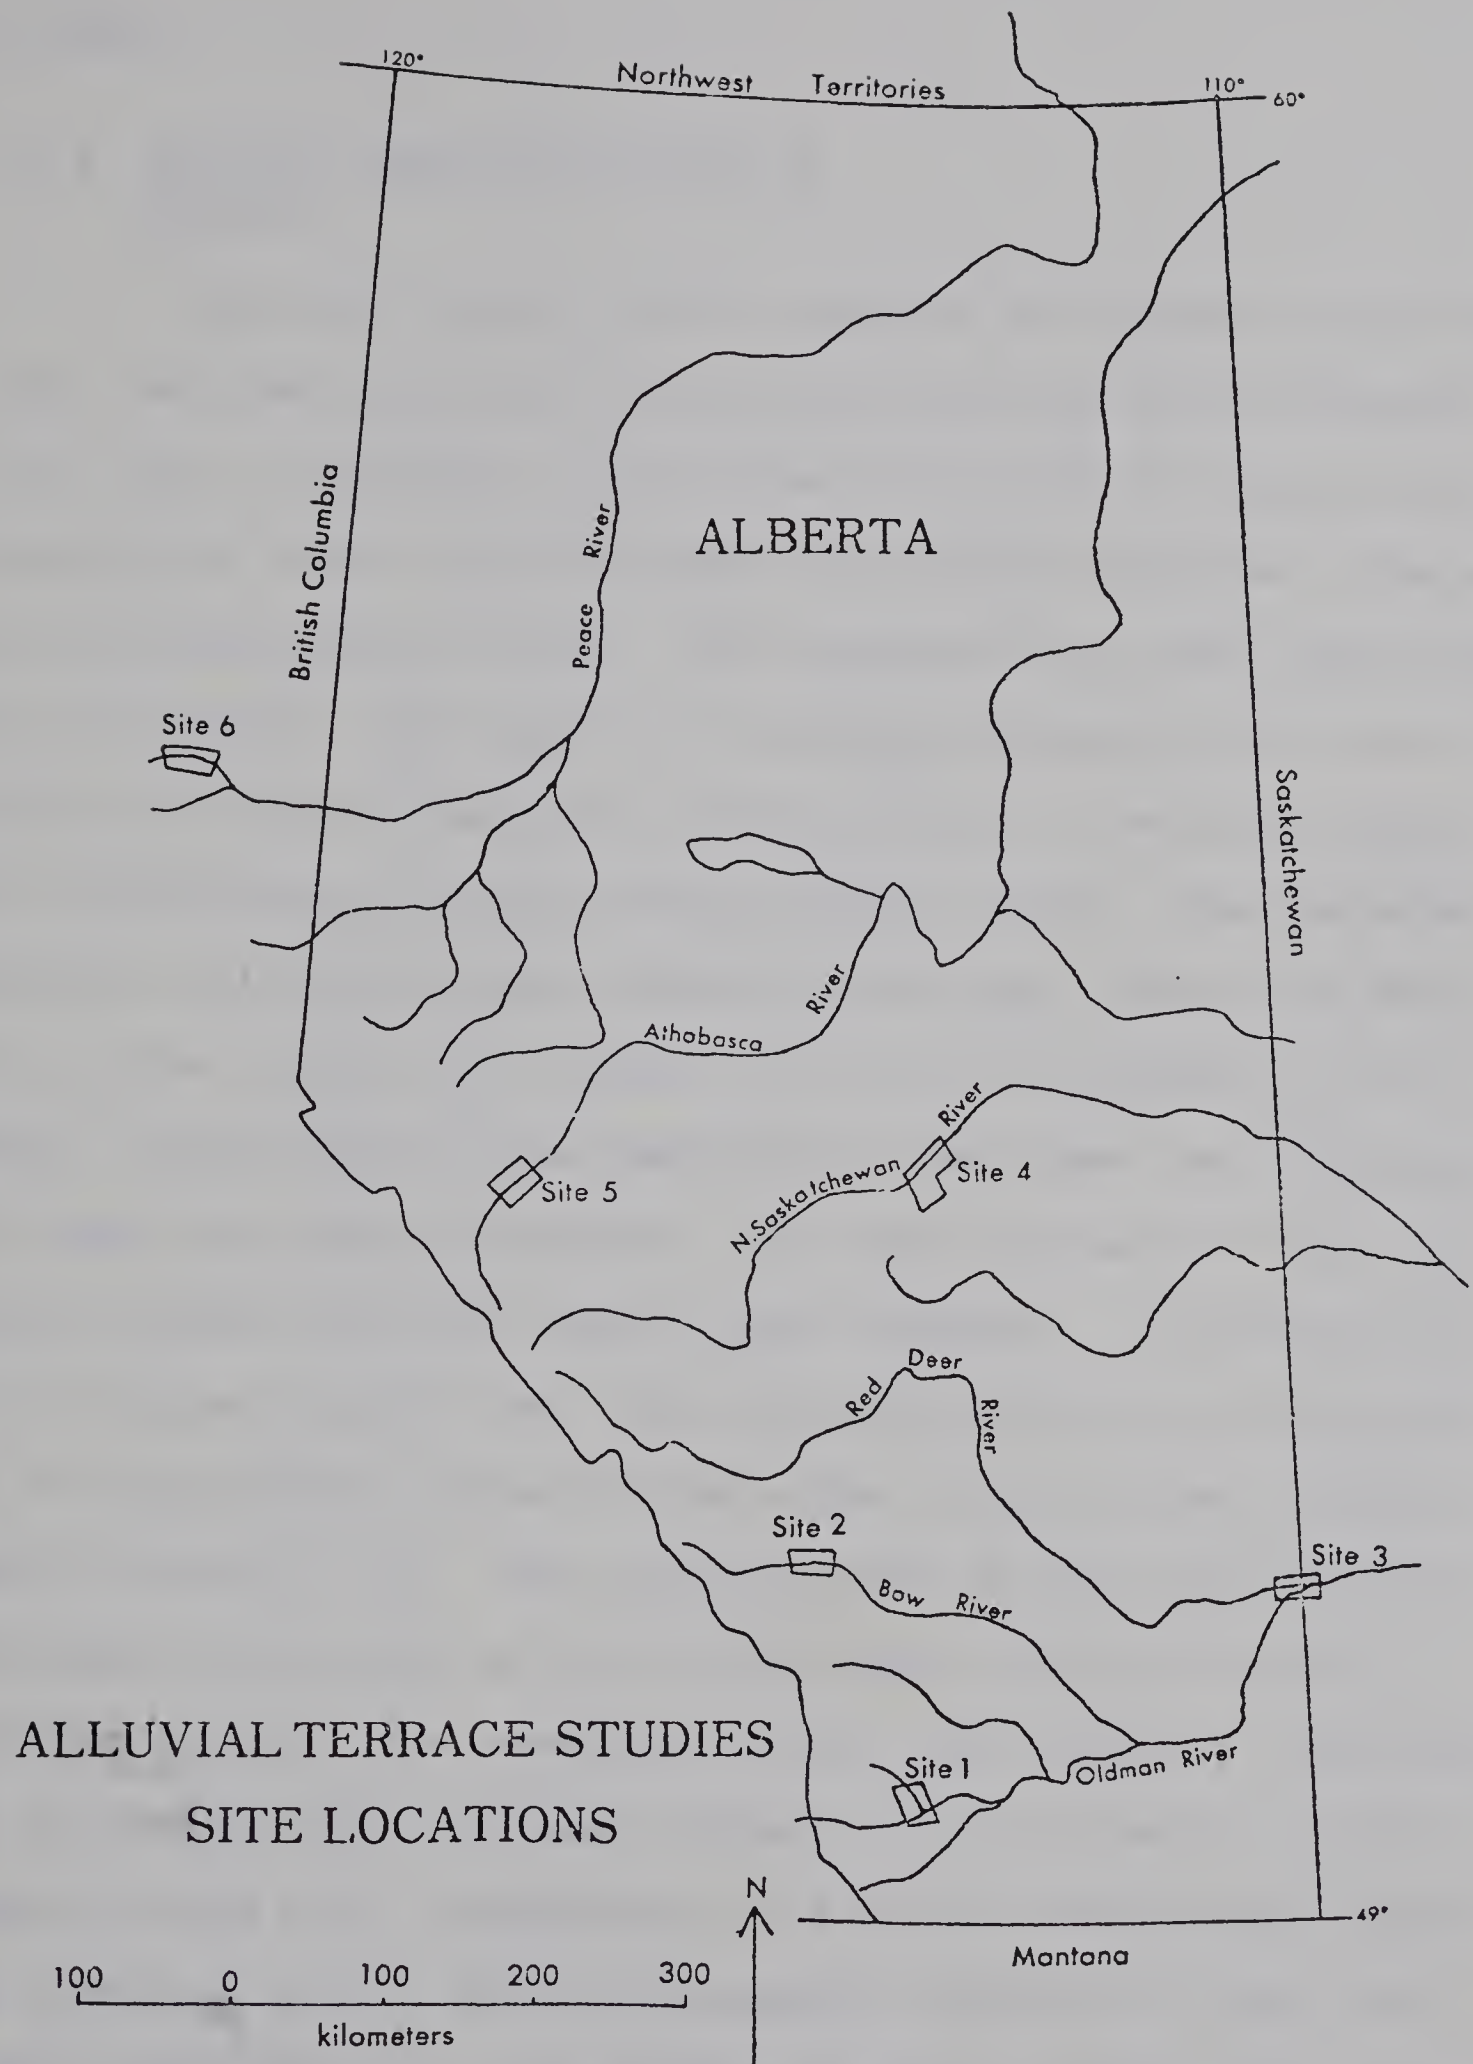 120°
Northwest Territories
110°
60°
ALBERTA
British Columbia
Peace River
Site 6
Saskatchewan
Athabasca River
Site 5
N. Saskatchewan River
Site 4
Red Deer River
Site 2
Site 3
Bow River
ALLUVIAL TERRACE STUDIES
SITE LOCATIONS
Site 1
Oldman River
N
49°
Mantana
100 0 100 200 300
kilometers